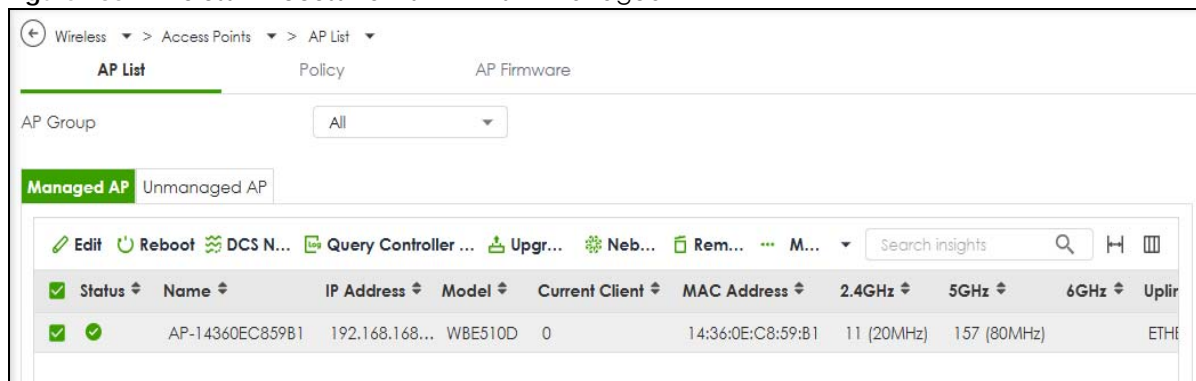 Wireless > Access Points > AP List
AP List Policy AP Firmware
AP Group All
Managed AP Unmanaged AP
Edit Reboot DCS N... Query Controller ... Upgr... Neb... Rem... ... M... Search insights
Status Name IP Address Model Current Client MAC Address 2.4GHz 5GHz 6GHz
AP-14360EC859B1 192.168.168... WBE510D 0 14:36:0E:C8:59:B1 11 (20MHz) 157 (80MHz)